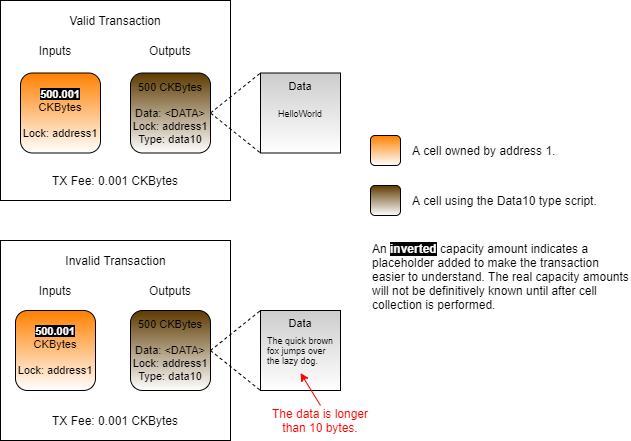 Valid Transaction
Inputs
Outputs
500.001
CKBytes
Lock: address1
500 CKBytes
Data: <DATA>
Lock: address1
Type: data10
Data
HelloWorld
TX Fee: 0.001 CKBytes
A cell owned by address 1.
A cell using the Data10 type script.
An inverted capacity amount indicates a
placeholder added to make the transaction
easier to understand. The real capacity amounts
will not be definitively known until after cell
collection is performed.
Invalid Transaction
Inputs
Outputs
500.001
CKBytes
Lock: address1
500 CKBytes
Data: <DATA>
Lock: address1
Type: data10
Data
The quick brown
fox jumps over
the lazy dog.
TX Fee: 0.001 CKBytes
The data is longer
than 10 bytes.